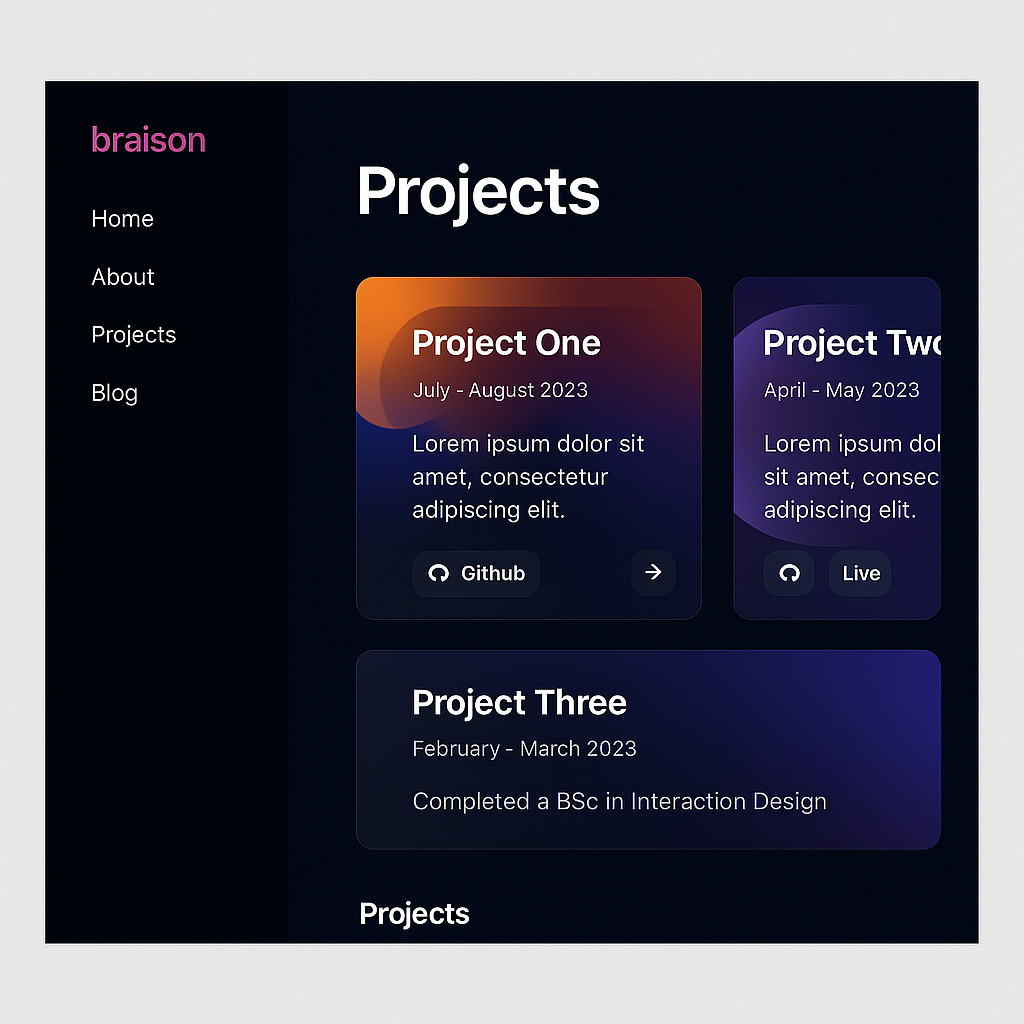 braison
Home
About
Projects
Blog
Projects
Project One
July - August 2023
Lorem ipsum dolor sit
amet, consectetur
adipiscing elit.
Github
Project Two
April - May 2023
Lorem ipsum dol
sit amet, consec
adipiscing elit.
Live
Project Three
February - March 2023
Completed a BSc in Interaction Design
Projects